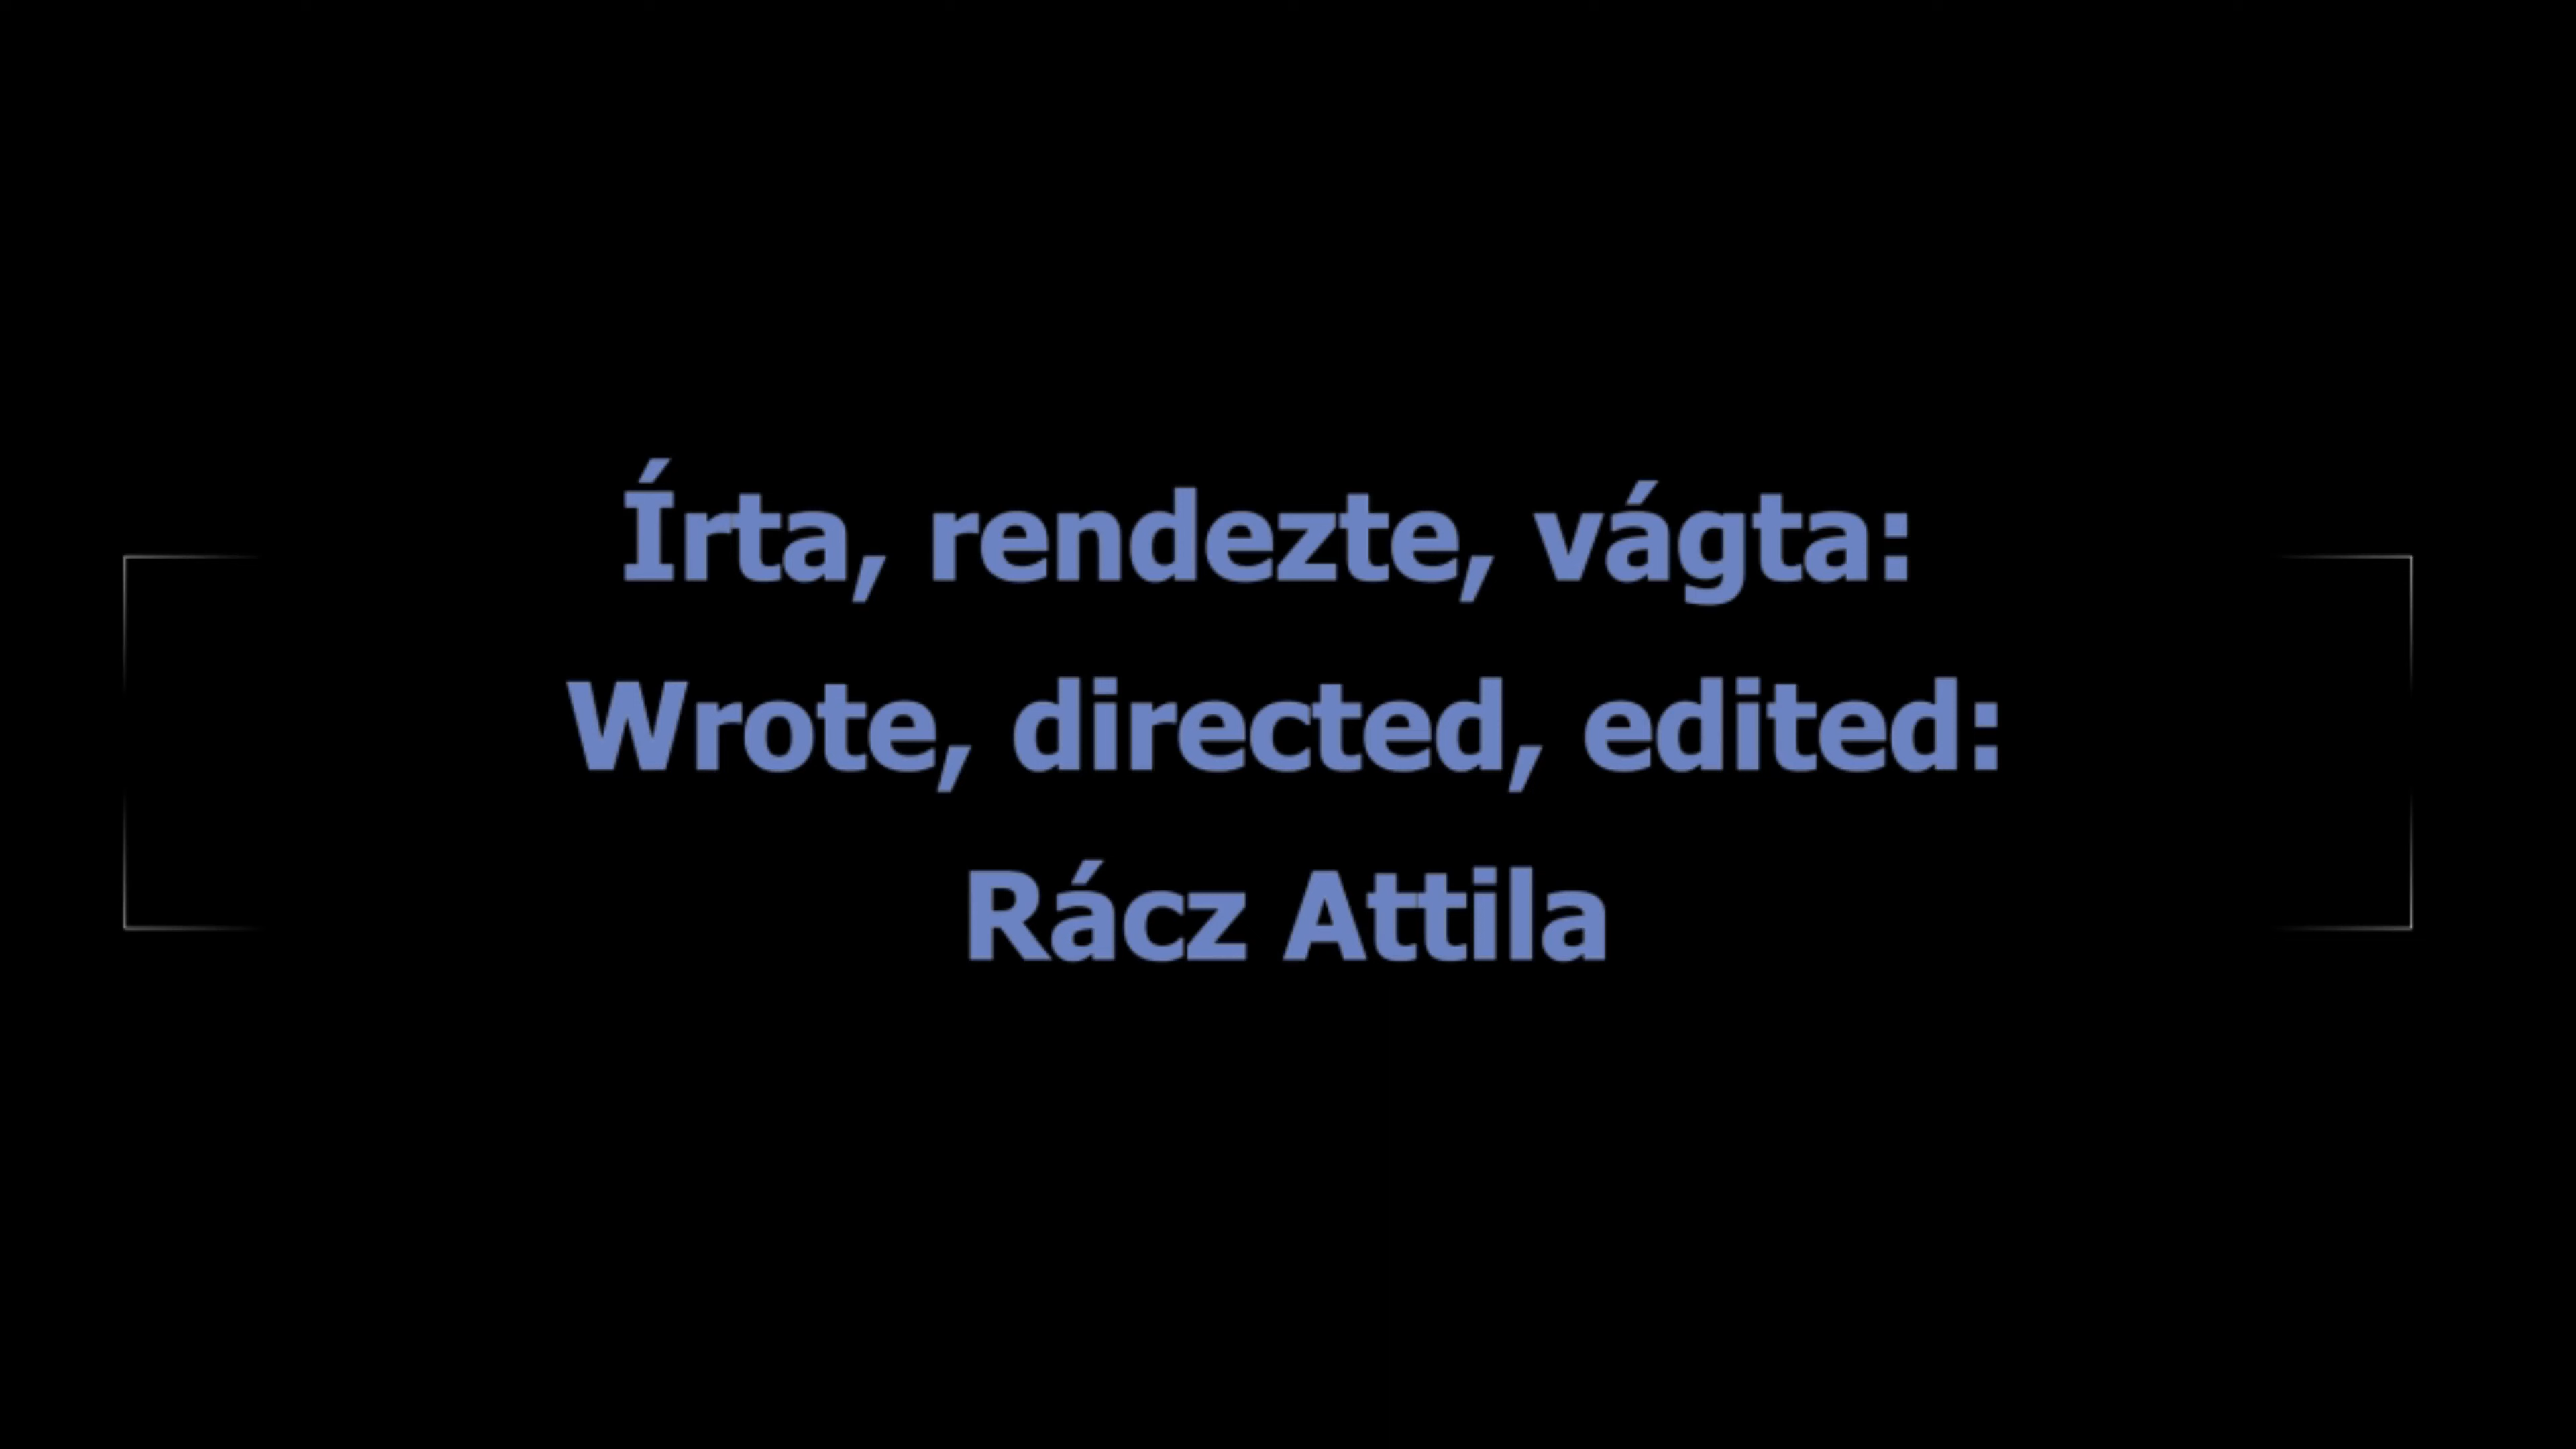 Írta, rendezte, vágta:
Wrote, directed, edited:
Rácz Attila